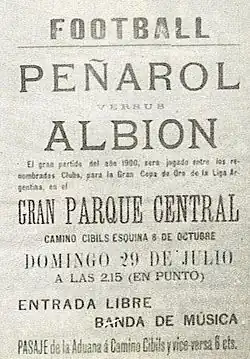 FOOTBALL
PEÑAROL
VERSUS
ALBION
El gran partido del año 1900, será jugado entre los re-
nombrados Clubs, para la Gran Copa de Oro de la Liga Ar-
gentina, en el
GRAN PARQUE CENTRAL
CAMINO CIBILS ESQUINA 8 DE OCTUBRE
DOMINGO 29 DE JULIO
A LAS 2.15 (EN PUNTO)
ENTRADA LIBRE
BANDA DE MÚSICA
PASAJE de la Aduana á Camino Cibils y vice-versa 6 cts.